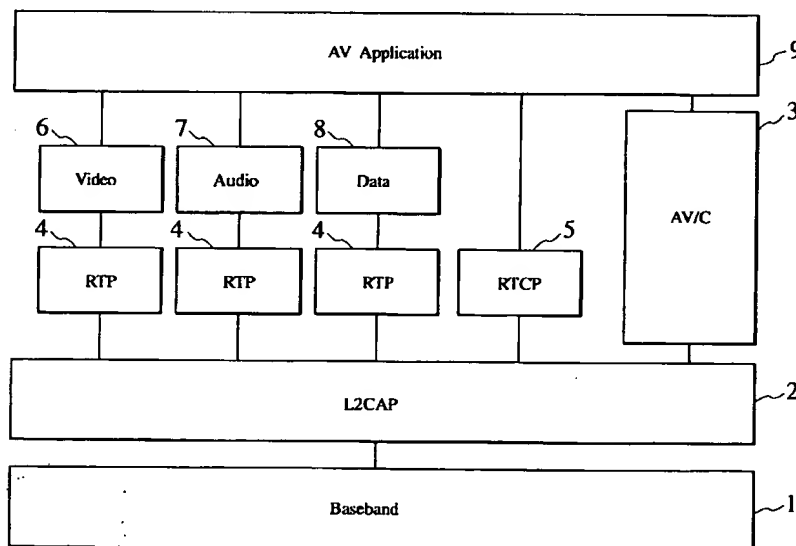 AV Application
9
3
6
7
8
Video
Audio
Data
AV/C
4
4
4
5
RTP
RTP
RTP
RTCP
L2CAP
2
Baseband
1